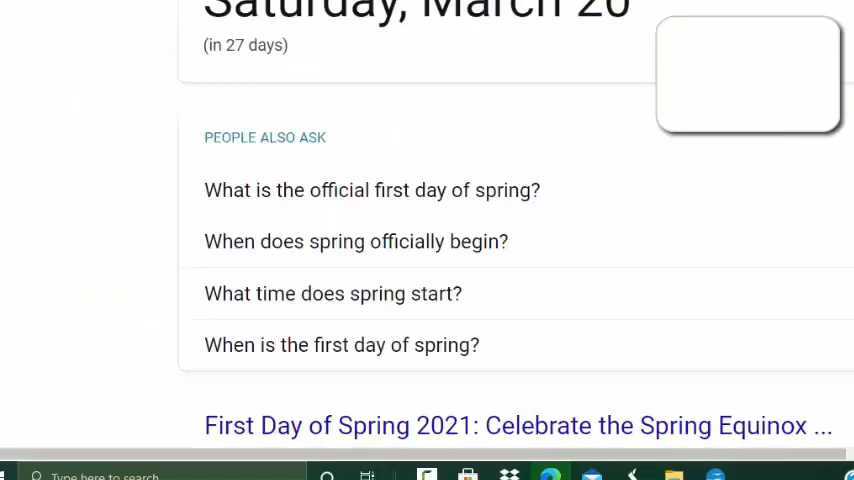 Saturday, March 20
(in 27 days)
PEOPLE ALSO ASK
What is the official first day of spring?
When does spring officially begin?
What time does spring start?
When is the first day of spring?
First Day of Spring 2021: Celebrate the Spring Equinox ...
Type here to search